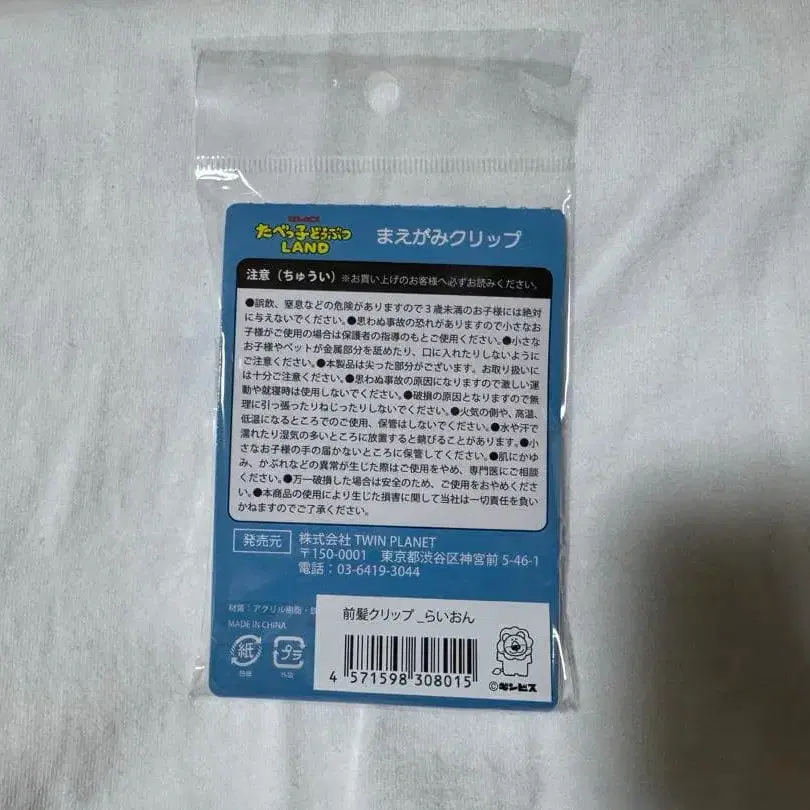 ギンビス
たべっ子どうぶつ
LAND
まえがみクリップ
注意（ちゅうい）※お買い上げのお客様へ必ずお読みください。
●誤飲、窒息などの危険がありますので3歳未満のお子様には絶対
に与えないでください。●思わぬ事故の恐れがありますので小さなお
子様がご使用の場合は保護者の指導のもとご使用ください。●小さな
お子様やペットが金属部分を舐めたり、口に入れたりしないように
ご注意ください。●本製品は尖った部分がございます。お取り扱いに
は十分ご注意ください。●思わぬ事故の原因になりますので激しい運
動や就寝時は使用しないでください。●破損の原因となりますので無
理に引っ張ったりねじったりしないでください。●火気の側や、高温、
低温になるところでのご使用、保管はしないでください。●水や汗で
濡れたり湿気の多いところに放置すると錆びることがあります。●小
さなお子様の手の届かないところに保管してください。●肌にかゆ
み、かぶれなどの異常が生じた際はご使用をやめ、専門医にご相談
ください。●万一破損した場合は安全のため、ご使用をおやめくださ
い。●本商品の使用により生じた損害に関して当社は一切責任を負い
かねますのでご了承ください。
発売元
株式会社 TWIN PLANET
〒150-0001 東京都渋谷区神宮前 5-46-1
電話：03-6419-3044
材質：アクリル樹脂・
MADE IN CHINA
紙
プラ
台紙
外袋
前髪クリップ_らいおん
4 571598 308015
©ギンビス